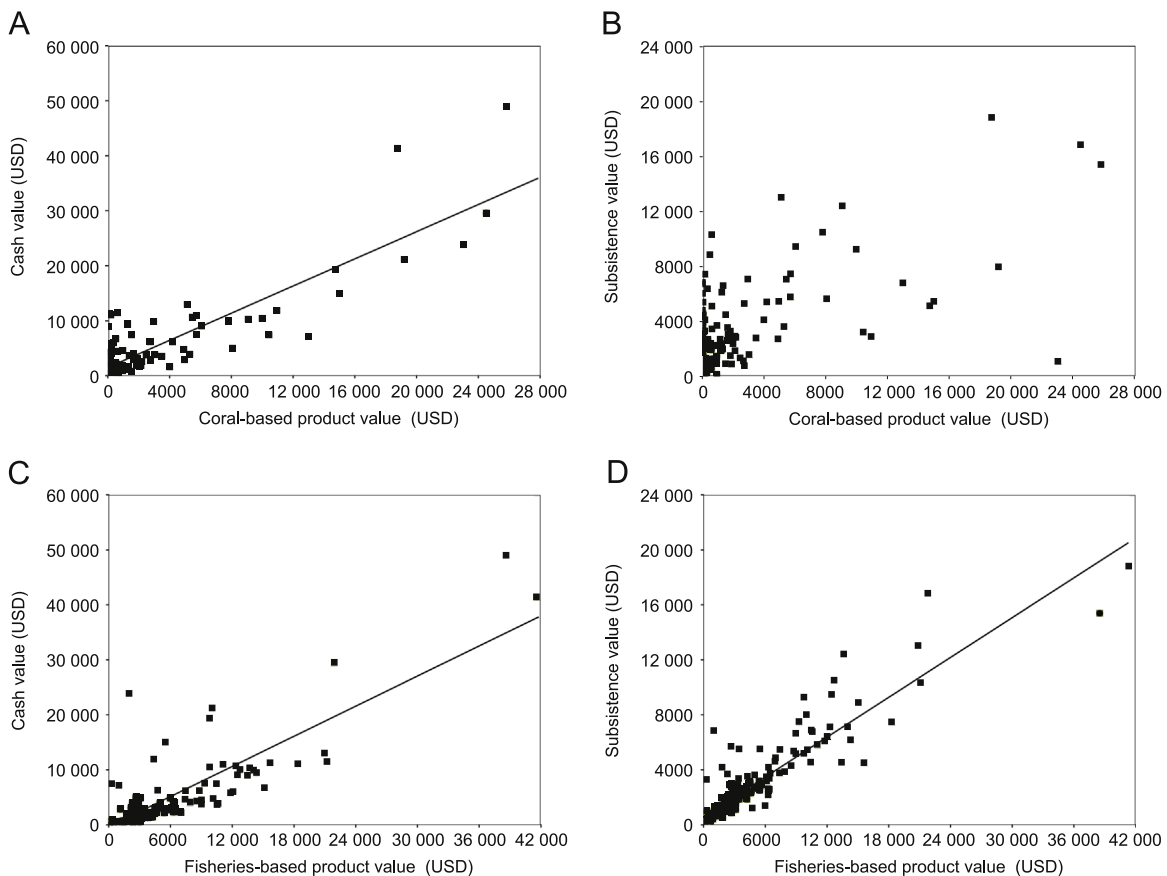 A
60 000
50 000
40 000
30 000
20 000
10 000
0
Cash value (USD)
0 4000 8000 12 000 16 000 20 000 24 000 28 000
Coral-based product value (USD)
B
24 000
20 000
16 000
12 000
8000
4000
0
Subsistence value (USD)
0 4000 8000 12 000 16 000 20 000 24 000 28 000
Coral-based product value (USD)
C
60 000
50 000
40 000
30 000
20 000
10 000
0
Cash value (USD)
0 6000 12 000 18 000 24 000 30 000 36 000 42 000
Fisheries-based product value (USD)
D
24 000
20 000
16 000
12 000
8000
4000
0
Subsistence value (USD)
0 6000 12 000 18 000 24 000 30 000 36 000 42 000
Fisheries-based product value (USD)